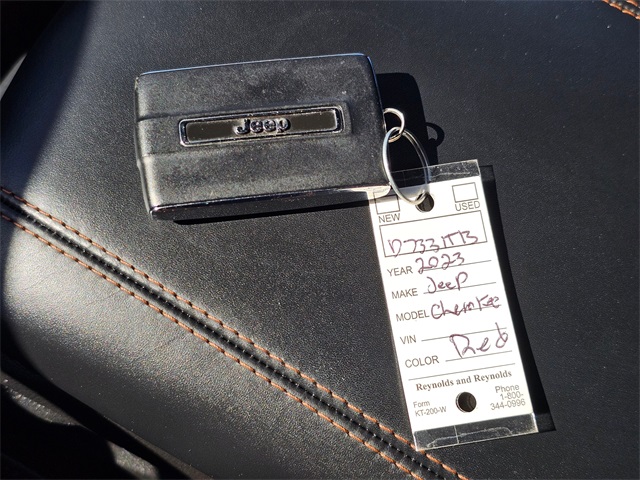 Jeep
NEW USED
YEAR 2023
MAKE Jeep
MODEL Cherokee
VIN
COLOR Red
Reynolds and Reynolds
Form
KT-200-W
Phone
1-800-
344-0996